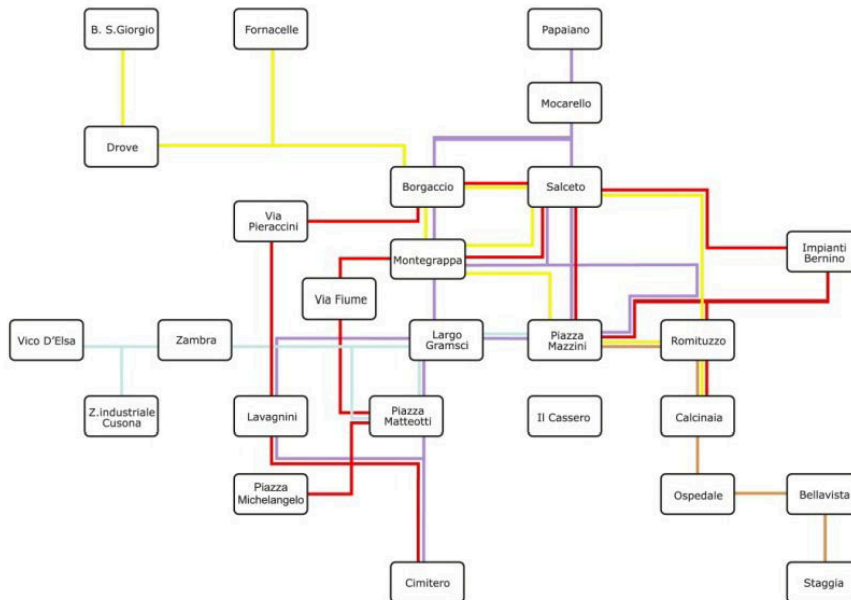 B. S.Giorgio
Fornacelle
Papaiano
Mocarello
Drove
Borgaccio
Salceto
Via
Pieraccini
Montegrappa
Impianti
Bernino
Via Fiume
Vico D'Elsa
Zambra
Largo
Gramsci
Piazza
Mazzini
Romituzzo
Z.industriale
Cusona
Lavagnini
Piazza
Matteotti
Il Cassero
Calcinaia
Piazza
Michelangelo
Ospedale
Bellavista
Cimitero
Staggia